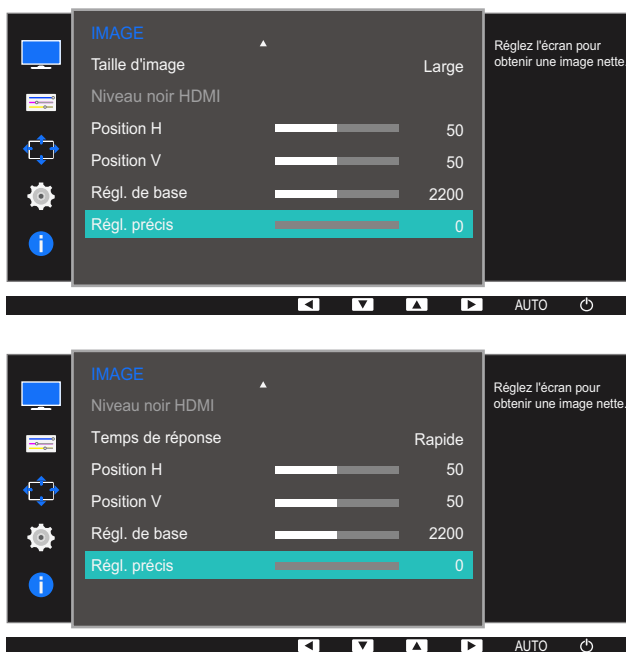 IMAGE
Taille d'image Large
Niveau noir HDMI
Position H 50
Position V 50
Régl. de base 2200
Régl. précis 0
Réglez l'écran pour
obtenir une image nette.
AUTO
IMAGE
Niveau noir HDMI
Temps de réponse Rapide
Position H 50
Position V 50
Régl. de base 2200
Régl. précis 0
Réglez l'écran pour
obtenir une image nette.
AUTO